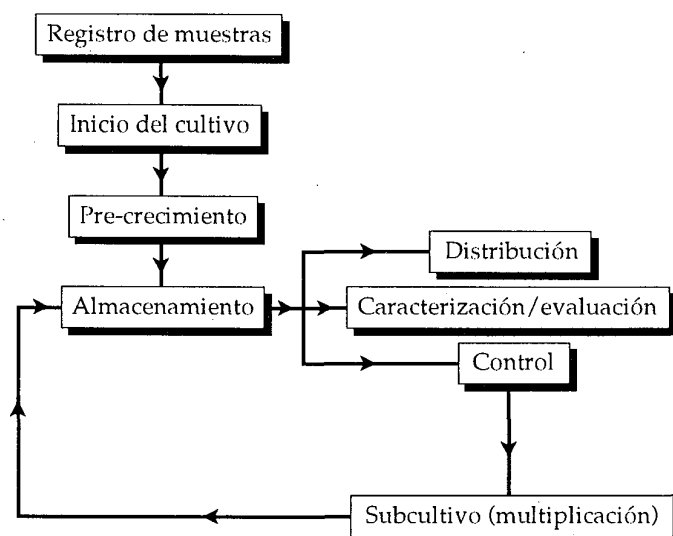 Registro de muestras
Inicio del cultivo
Pre-crecimiento
Distribución
Almacenamiento
Caracterización/evaluación
Control
Subcultivo (multiplicación)